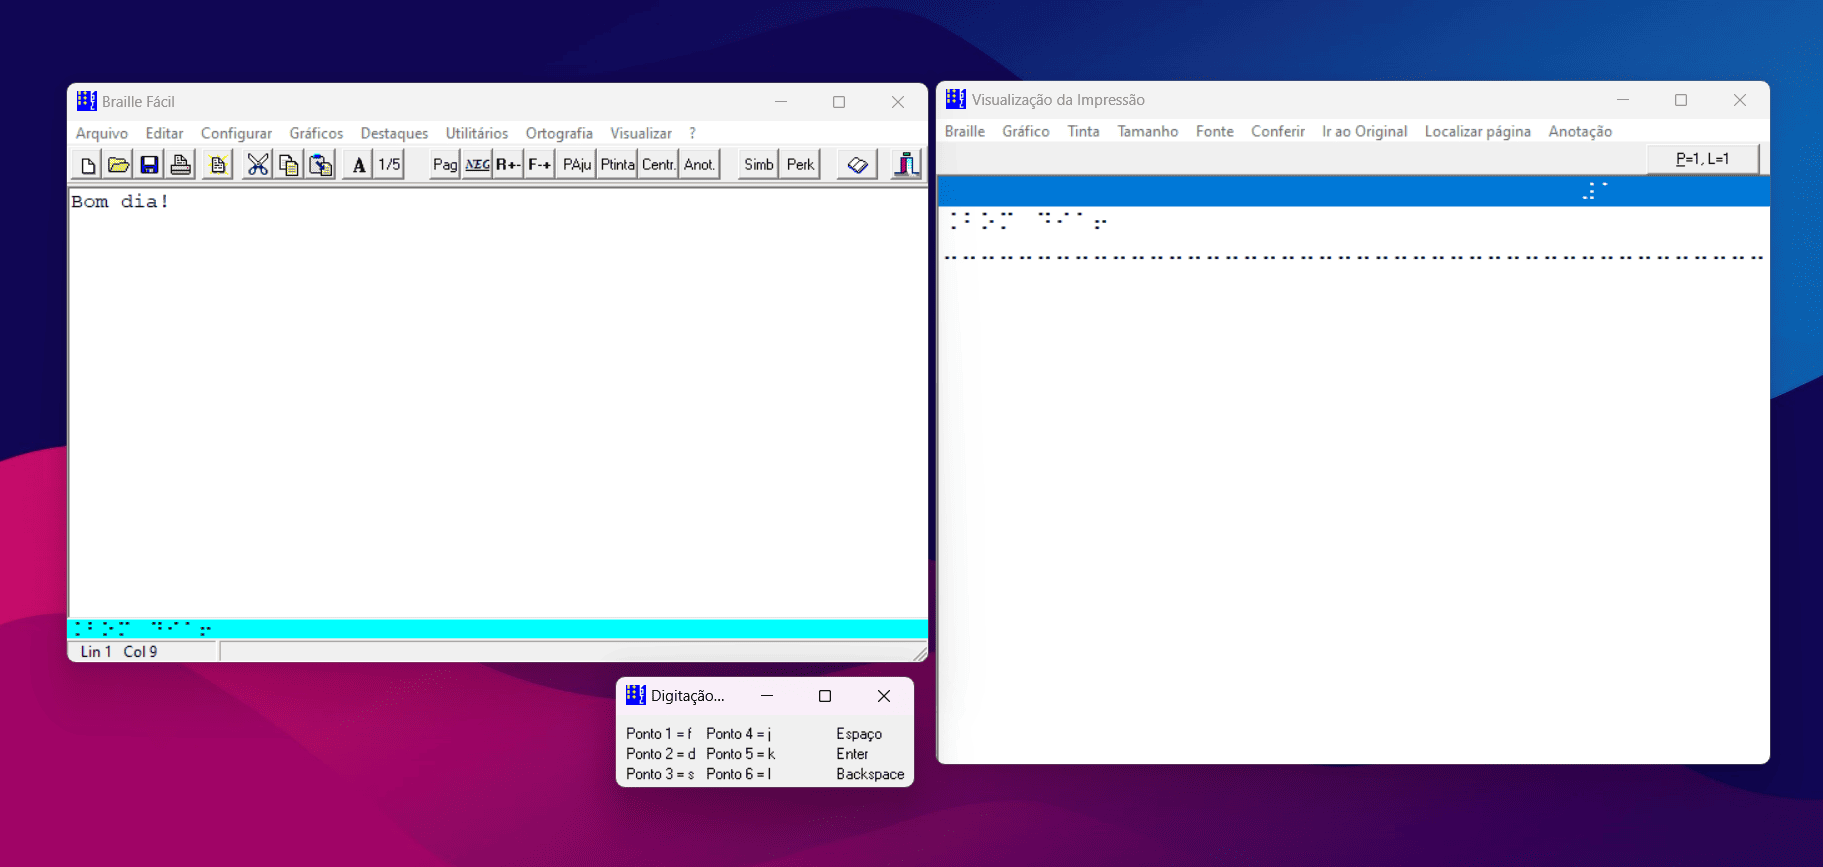 Braille Fácil
Arquivo Editar Configurar Gráficos Destaques Utilitários Ortografia Visualizar ?
A 1/5 Pag NEG R+- F-+ PAju Ptinta Centr. Anot. Simb Perk
Bom dia!
⠨⠃⠕⠍ ⠙⠊⠁⠖
Lin 1 Col 9
Visualização da Impressão
Braille Gráfico Tinta Tamanho Fonte Conferir Ir ao Original Localizar página Anotação
P=1, L=1
⠼⠁
⠨⠃⠕⠍ ⠙⠊⠁⠖
⠤⠤⠤⠤⠤⠤⠤⠤⠤⠤⠤⠤⠤⠤⠤⠤⠤⠤⠤⠤⠤⠤⠤⠤⠤⠤⠤⠤⠤⠤⠤⠤⠤⠤⠤⠤⠤⠤⠤⠤⠤⠤⠤⠤
Digitação...
Ponto 1 = f Ponto 4 = j Espaço
Ponto 2 = d Ponto 5 = k Enter
Ponto 3 = s Ponto 6 = l Backspace